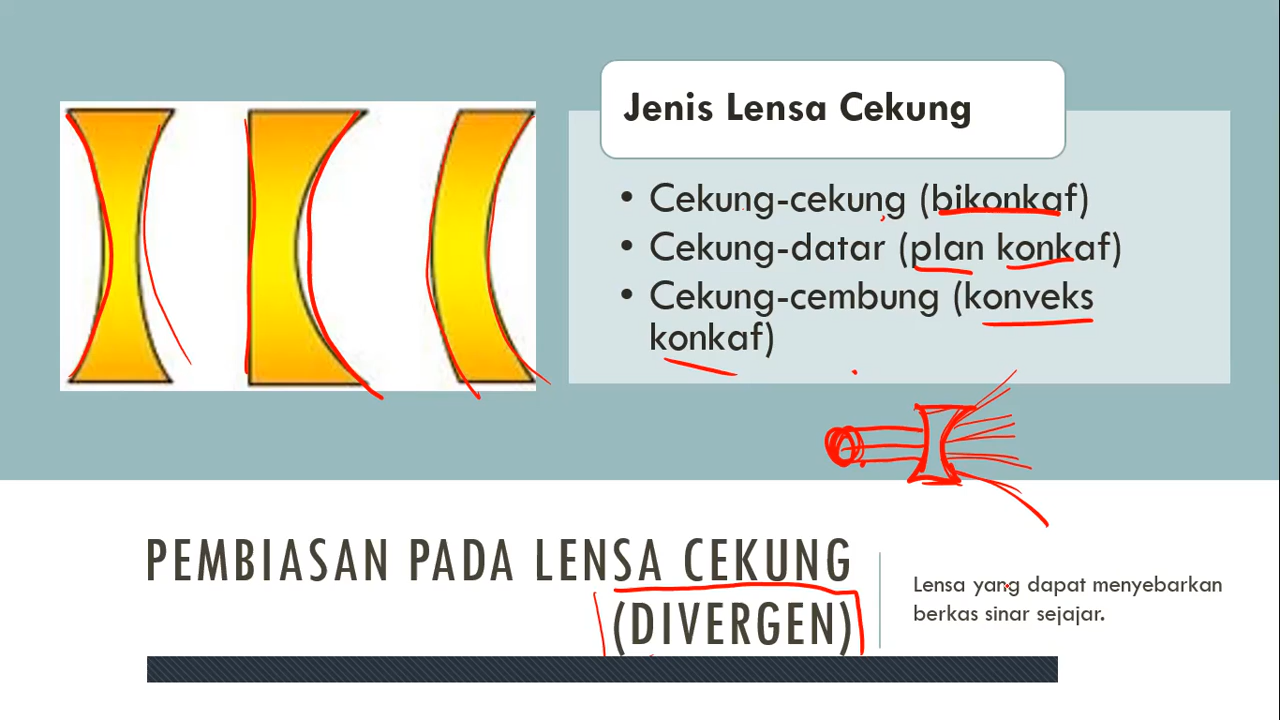 Jenis Lensa Cekung
• Cekung-cekung (bikonkaf)
• Cekung-datar (plan konkaf)
• Cekung-cembung (konveks
konkaf)
PEMBIASAN PADA LENSA CEKUNG
(DIVERGEN)
Lensa yang dapat menyebarkan
berkas sinar sejajar.